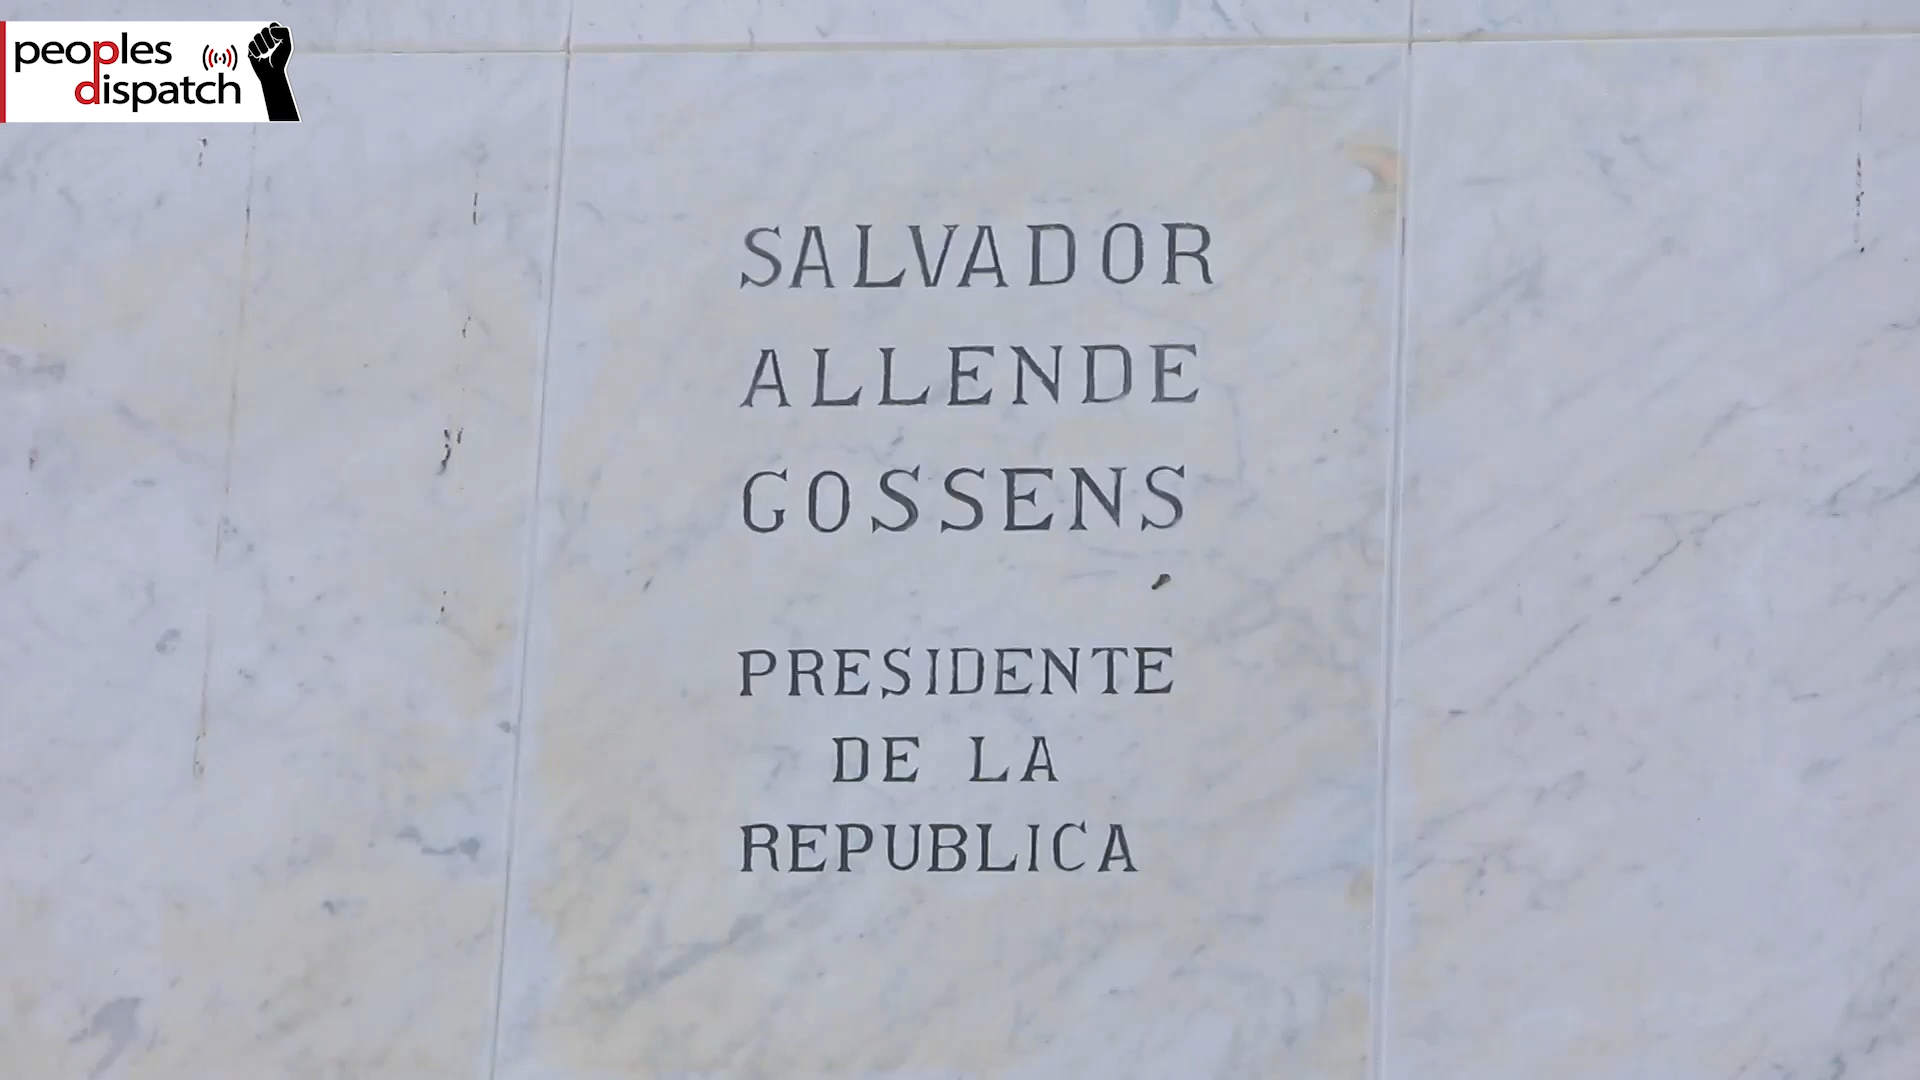 peoples
dispatch
SALVADOR
ALLENDE
GOSSENS
PRESIDENTE
DE LA
REPUBLICA